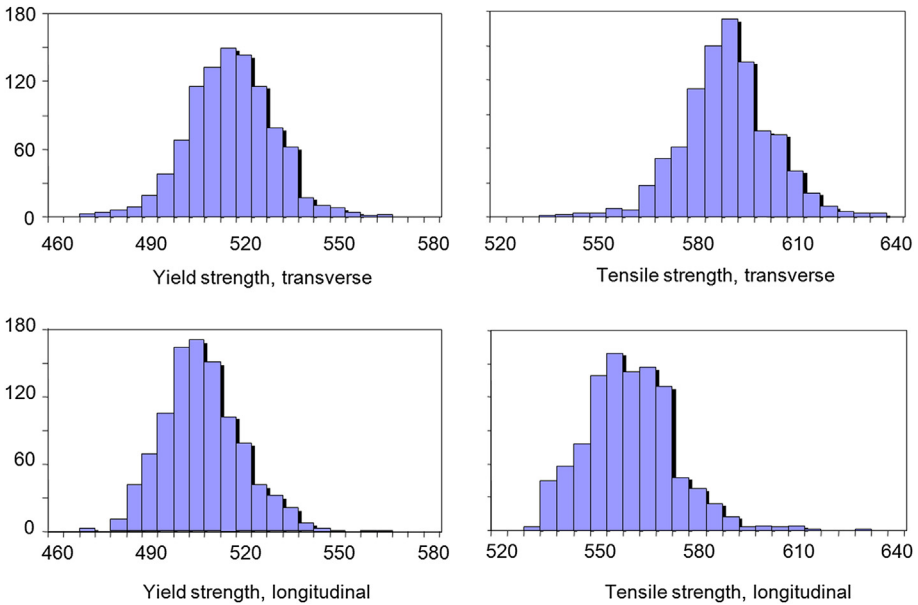 180
120
60
0
460 490 520 550 580
Yield strength, transverse
520 550 580 610 640
Tensile strength, transverse
180
120
60
0
460 490 520 550 580
Yield strength, longitudinal
520 550 580 610 640
Tensile strength, longitudinal